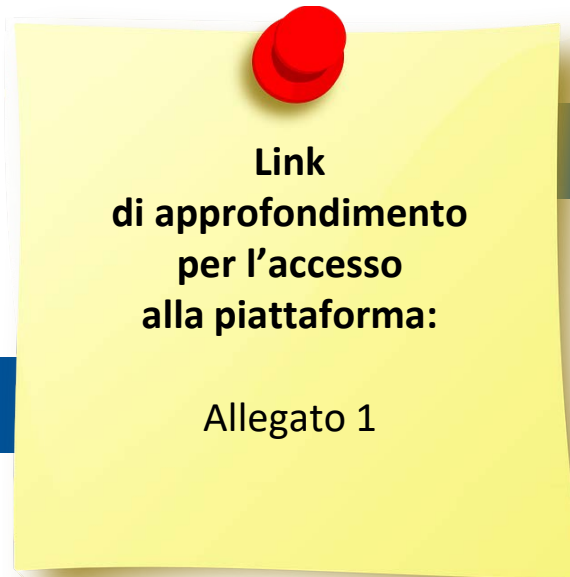 Link
di approfondimento
per l’accesso
alla piattaforma:
Allegato 1